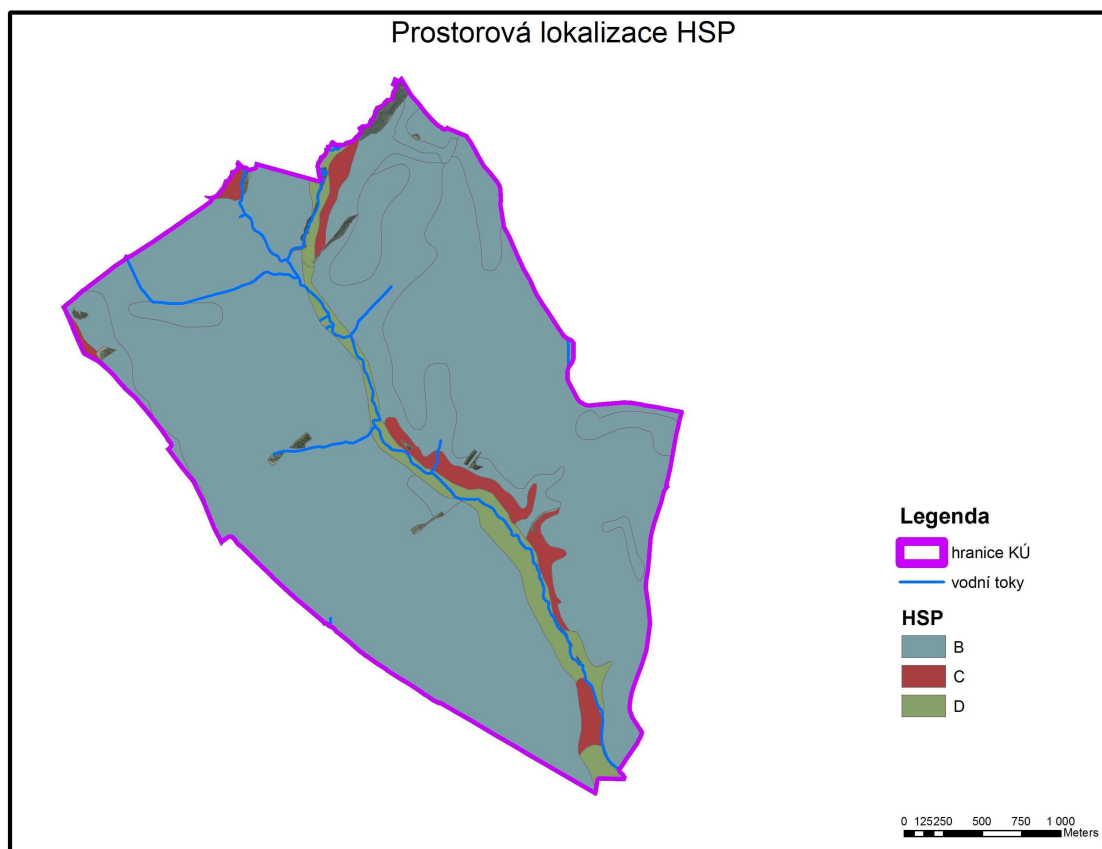 Prostorová lokalizace HSP
Legenda
hranice KÚ
vodní toky
HSP
B
C
D
0 125250 500 750 1 000
Meters